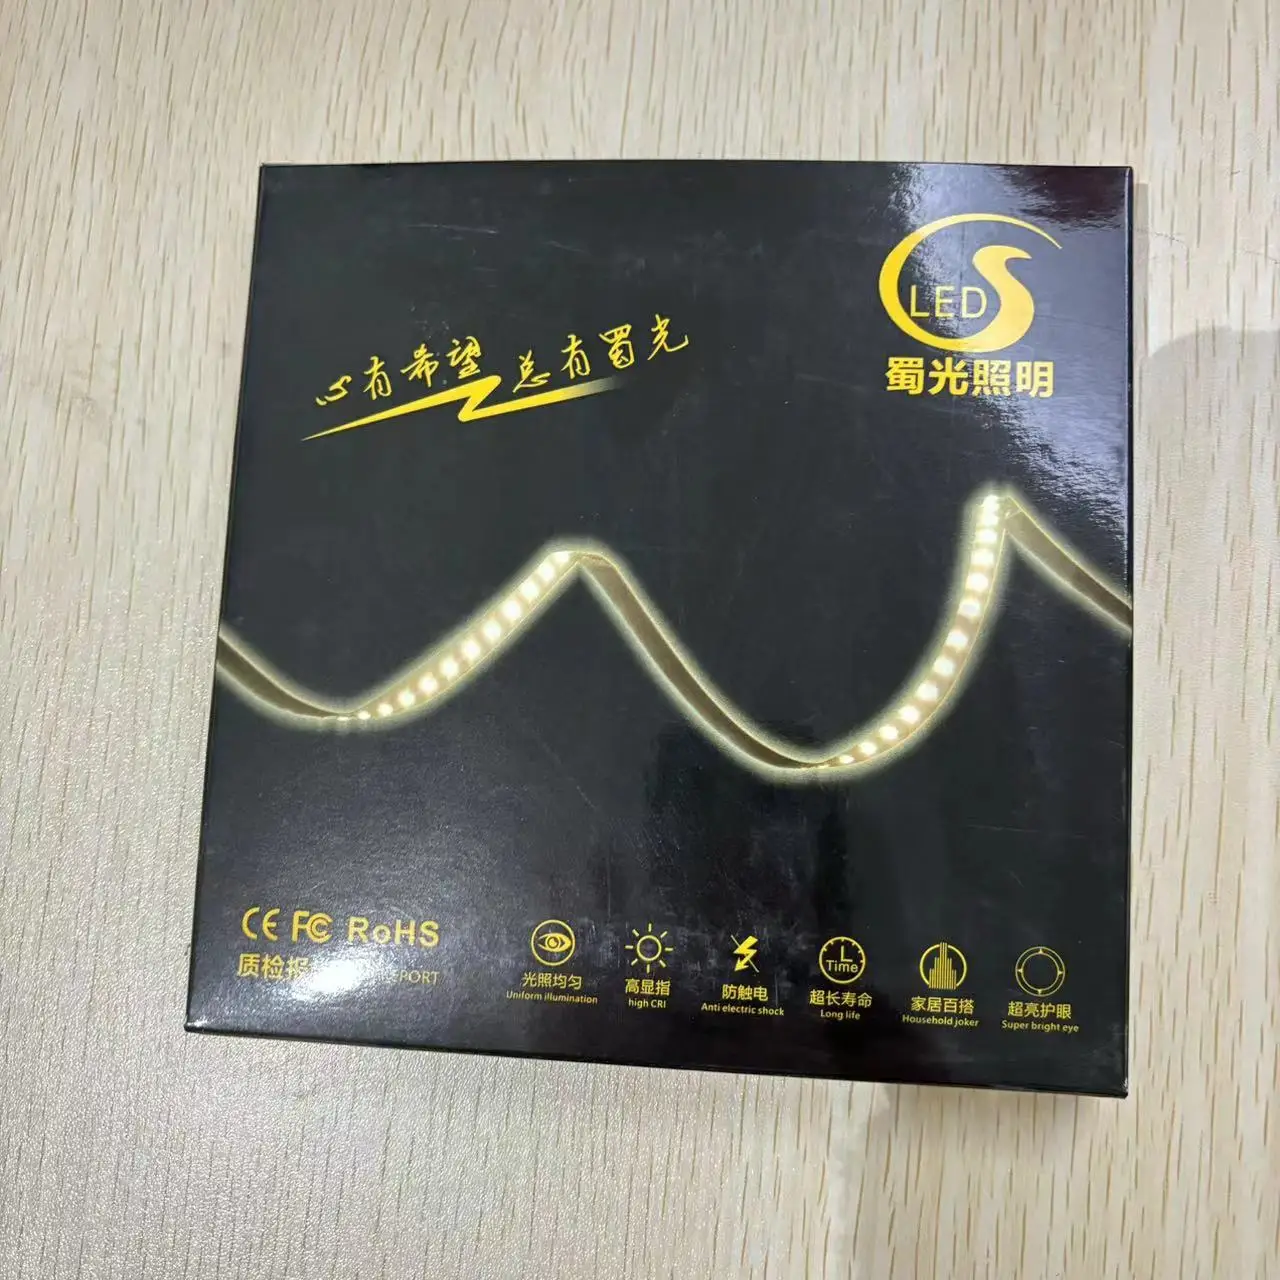 LED S
蜀光照明
心有希望 总有蜀光
CE FC RoHS
质检报
PORT
光照均匀
Uniform illumination
高显指
high CRI
防触电
Anti electric shock
Time
超长寿命
Long life
家居百搭
Household joker
超亮护眼
Super bright eye